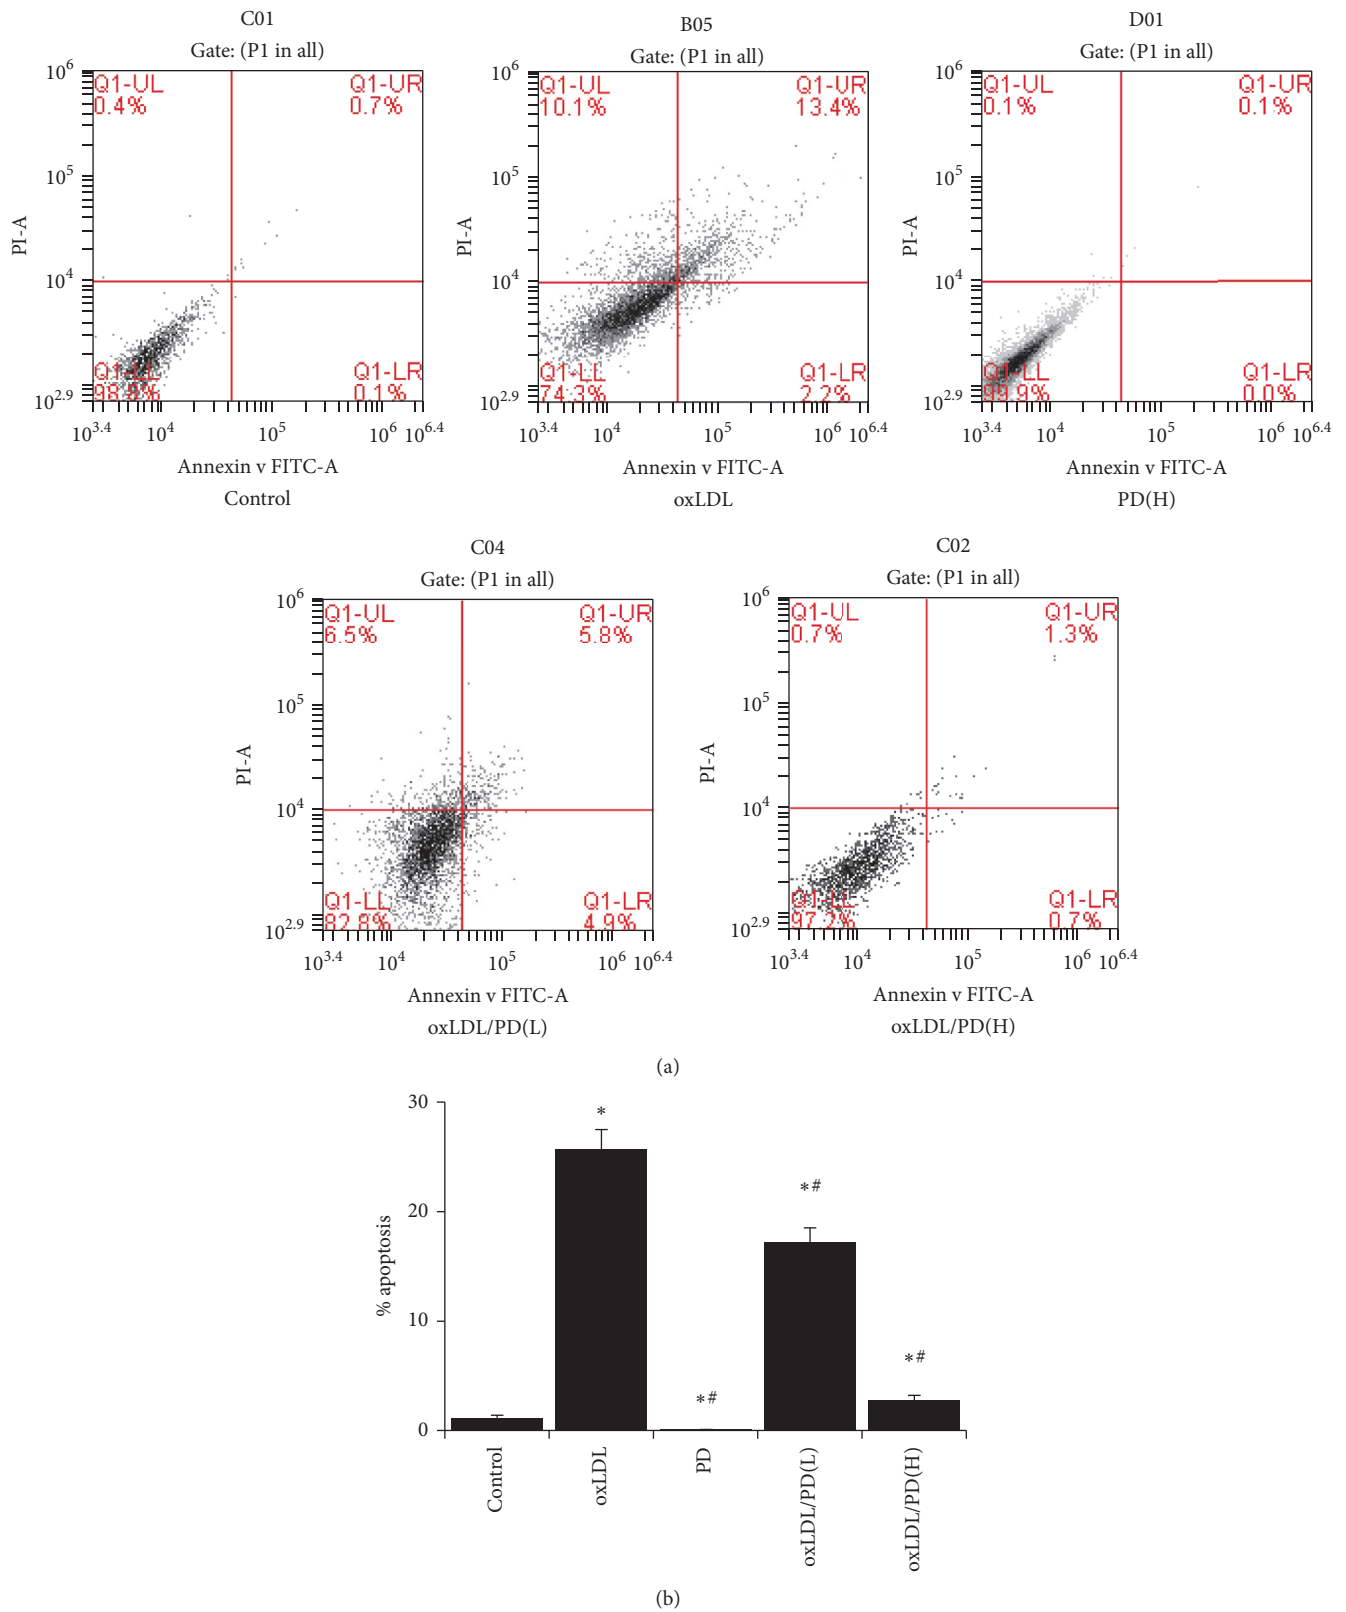 C01
Gate: (P1 in all)
Q1-UL
0.4%
Q1-UR
0.7%
Q1-LL
98.8%
Q1-LR
0.1%
10^6
10^5
10^4
10^2.9
PI-A
10^3.4 10^4 10^5 10^6 10^6.4
Annexin v FITC-A
Control
B05
Gate: (P1 in all)
Q1-UL
10.1%
Q1-UR
13.4%
Q1-LL
74.3%
Q1-LR
2.2%
10^6
10^5
10^4
10^2.9
PI-A
10^3.4 10^4 10^5 10^6 10^6.4
Annexin v FITC-A
oxLDL
D01
Gate: (P1 in all)
Q1-UL
0.1%
Q1-UR
0.1%
Q1-LL
99.9%
Q1-LR
0.0%
10^6
10^5
10^4
10^2.9
PI-A
10^3.4 10^4 10^5 10^6 10^6.4
Annexin v FITC-A
PD(H)
C04
Gate: (P1 in all)
Q1-UL
6.5%
Q1-UR
5.8%
Q1-LL
82.8%
Q1-LR
4.9%
10^6
10^5
10^4
10^2.9
PI-A
10^3.4 10^4 10^5 10^6 10^6.4
Annexin v FITC-A
oxLDL/PD(L)
C02
Gate: (P1 in all)
Q1-UL
0.7%
Q1-UR
1.3%
Q1-LL
97.2%
Q1-LR
0.7%
10^6
10^5
10^4
10^2.9
PI-A
10^3.4 10^4 10^5 10^6 10^6.4
Annexin v FITC-A
oxLDL/PD(H)
(a)
30
20
10
0
% apoptosis
*
*#
*#
*#
Control
oxLDL
PD
oxLDL/PD(L)
oxLDL/PD(H)
(b)